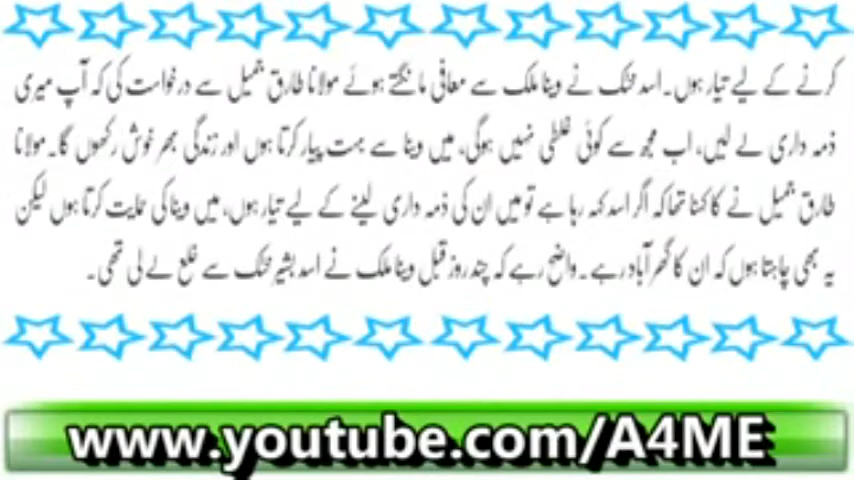 کرنے کے لیے تیار ہوں۔ اسد خٹک نے وینا ملک سے معافی مانگتے ہوئے مولانا طارق جمیل سے درخواست کی کہ آپ میری
ذمہ داری لے لیں، اب مجھ سے کوئی غلطی نہیں ہوگی، میں وینا سے بہت پیار کرتا ہوں اور زندگی بھر خوش رکھوں گا۔ مولانا
طارق جمیل نے کا کہنا تھا کہ اگر اسد کہہ رہا ہے تو میں ان کی ذمہ داری لینے کے لیے تیار ہوں، میں وینا کی حمایت کرتا ہوں لیکن
یہ بھی چاہتا ہوں کہ ان کا گھر آباد رہے۔ واضح رہے کہ چند روز قبل وینا ملک نے اسد بشیر خٹک سے خلع لے لی تھی۔
www.youtube.com/A4ME